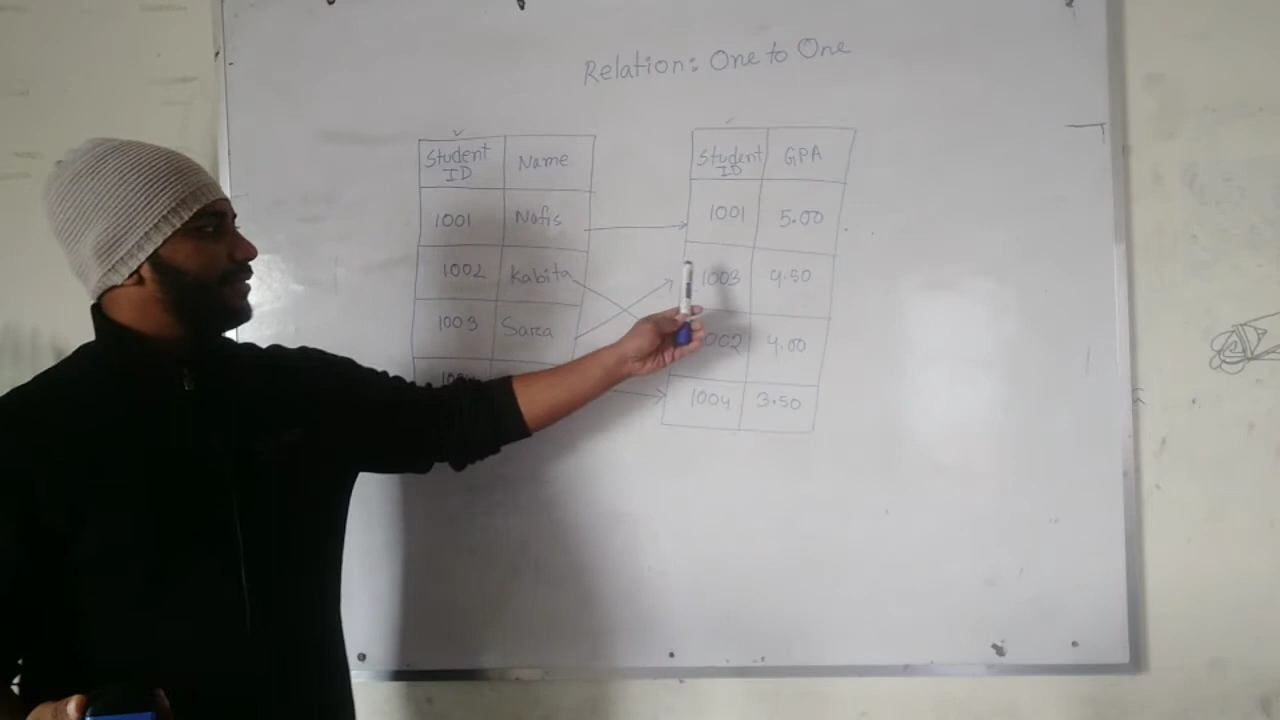 Relation: One to One
Student ID Name
1001 Nafis
1002 Kabita
1003 Sara
Student ID GPA
1001 5.00
1003 4.50
002 4.00
1004 3.50